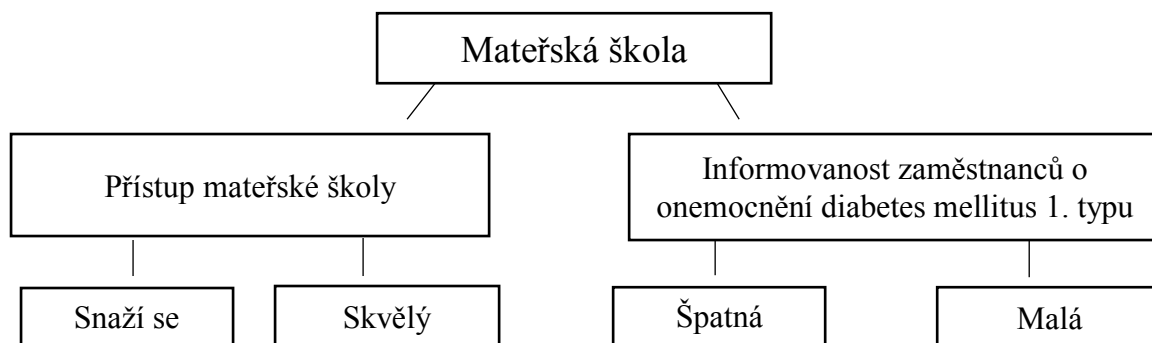 Mateřská škola
Přístup mateřské školy
Informovanost zaměstnanců o
onemocnění diabetes mellitus 1. typu
Snaží se
Skvělý
Špatná
Malá